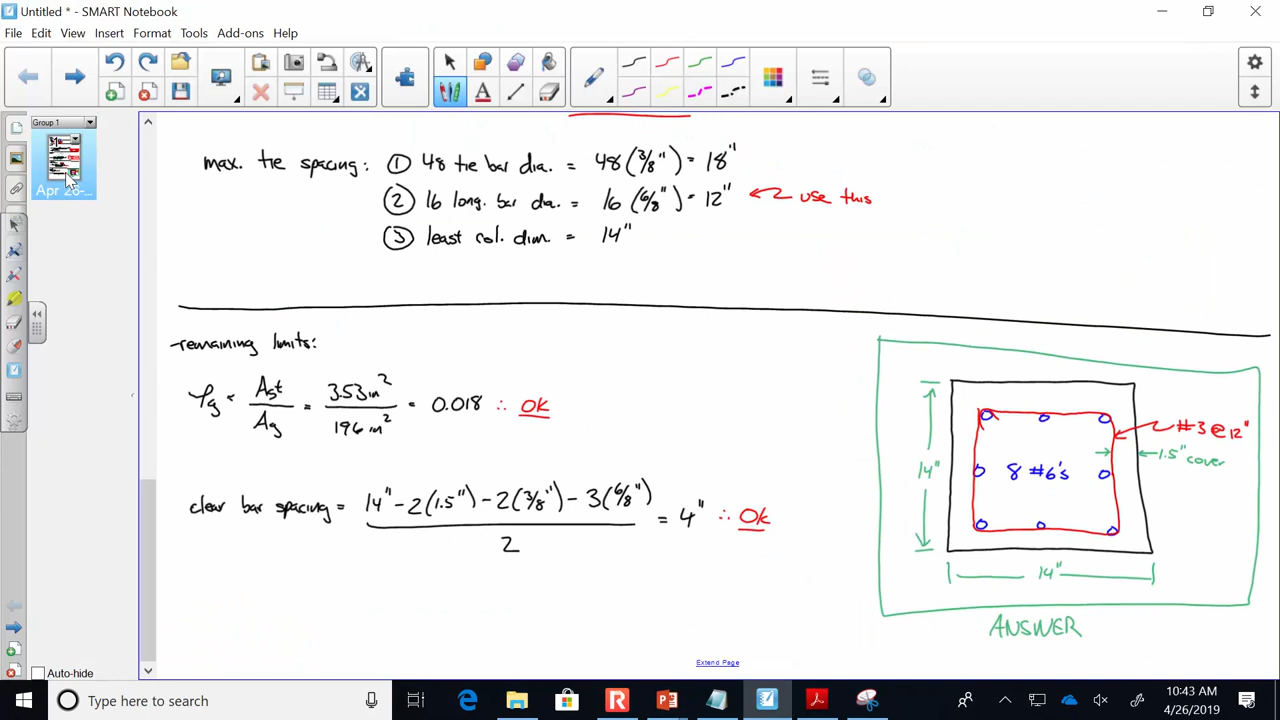 Untitled * - SMART Notebook
File Edit View Insert Format Tools Add-ons Help
Group 1
Apr 26-...
max. tie spacing: ① 48 tie bar dia. = 48 (3/8") = 18"
② 16 long. bar dia. = 16 (6/8") = 12" use this
③ least col. dim. = 14"
remaining limits:
ρg = Ast / Ag = 3.53 in² / 196 in² = 0.018 ∴ OK
clear bar spacing = 14" - 2(1.5") - 2(3/8") - 3(6/8") / 2 = 4" ∴ OK
#3 @ 12"
1.5" cover
14"
8 #6's
14"
ANSWER
Extend Page
Auto-hide
Type here to search
10:43 AM
4/26/2019